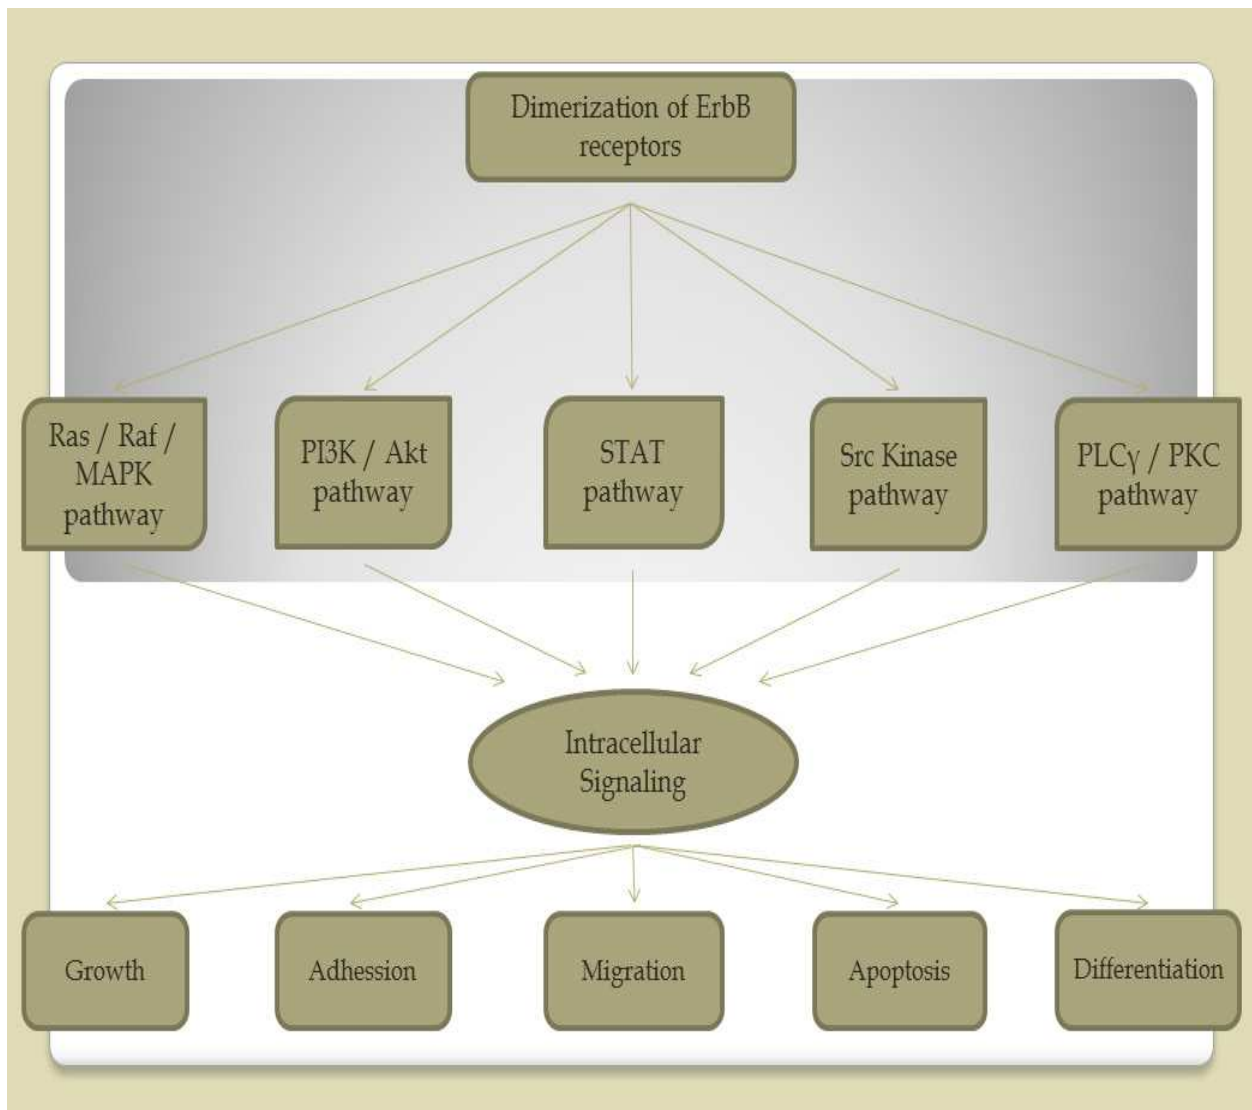 Dimerization of ErbB
receptors
Ras / Raf /
MAPK
pathway
PI3K / Akt
pathway
STAT
pathway
Src Kinase
pathway
PLCγ / PKC
pathway
Intracellular
Signaling
Growth
Adhession
Migration
Apoptosis
Differentiation